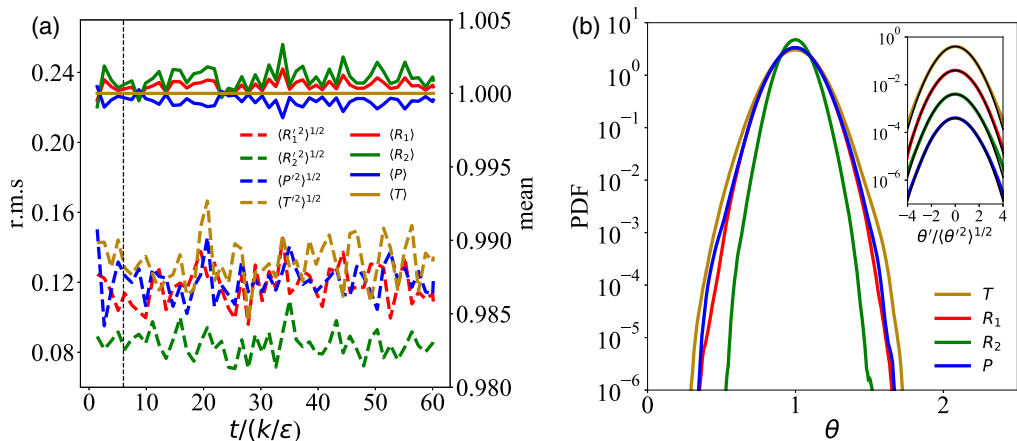 (a)
r.m.s
0.24
0.20
0.16
0.12
0.08
1.005
1.000
0.995
0.990
0.985
0.980
mean
⟨R₁′²⟩^{1/2}
⟨R₂′²⟩^{1/2}
⟨P′²⟩^{1/2}
⟨T′²⟩^{1/2}
⟨R₁⟩
⟨R₂⟩
⟨P⟩
⟨T⟩
0 10 20 30 40 50 60
t/(k/ε)
(b)
PDF
10¹
10⁰
10⁻¹
10⁻²
10⁻³
10⁻⁴
10⁻⁵
10⁻⁶
10⁰
10⁻²
10⁻⁴
10⁻⁶
−4 −2 0 2 4
θ′/⟨θ′²⟩^{1/2}
T
R₁
R₂
P
0 1 2
θ